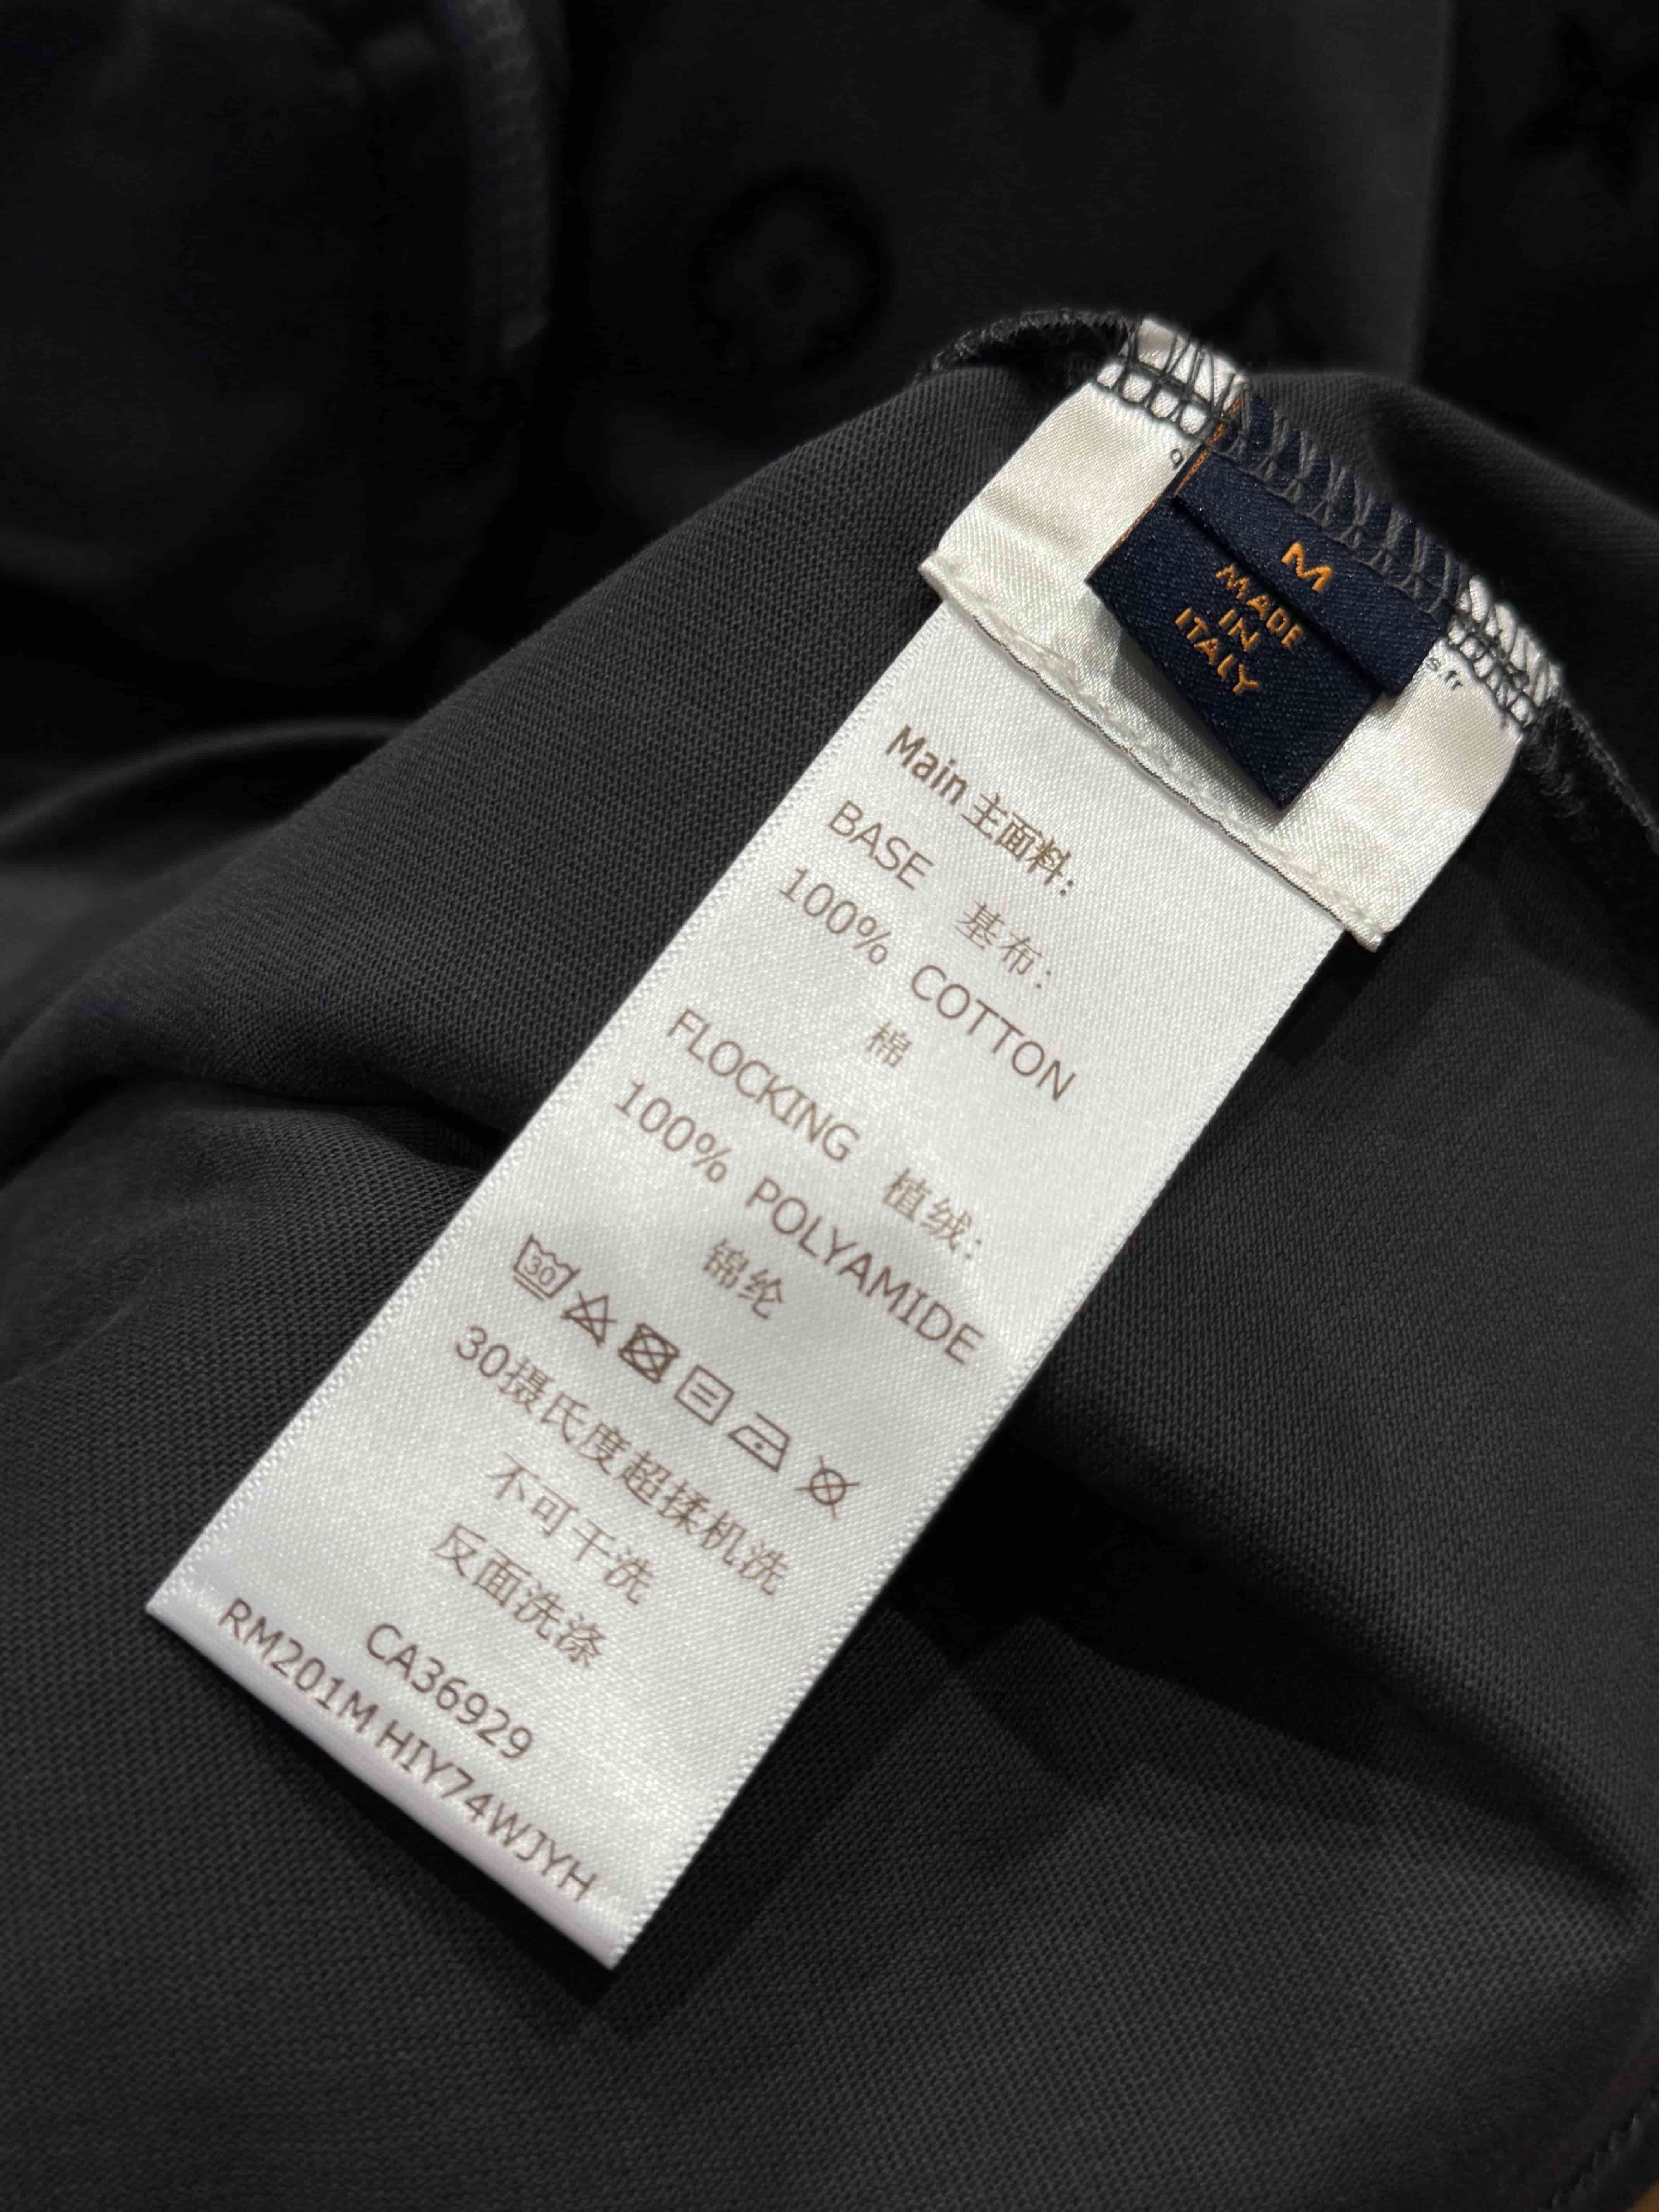 M
MADE
IN
ITALY
s.fr
Main 主面料:
BASE 基布:
100% COTTON
棉
FLOCKING 植绒:
100% POLYAMIDE
锦纶
30
30摄氏度超揉机洗
不可干洗
反面洗涤
CA36929
RM201M HIY74WJYH